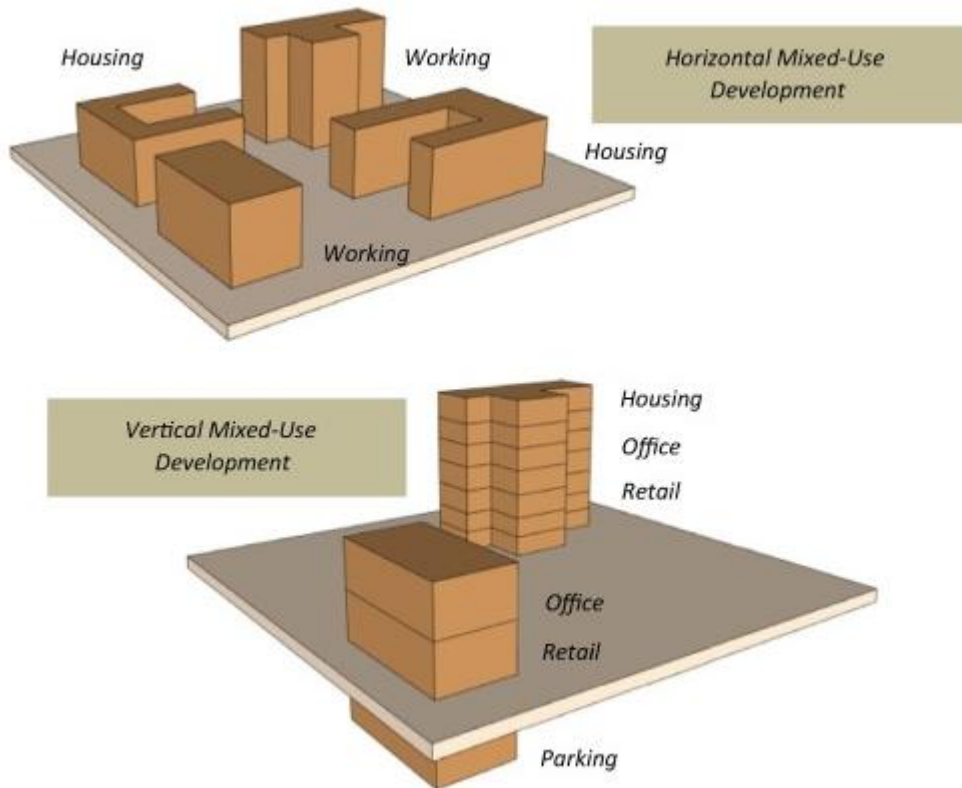 Housing
Working
Horizontal Mixed-Use
Development
Housing
Working
Vertical Mixed-Use
Development
Housing
Office
Retail
Office
Retail
Parking